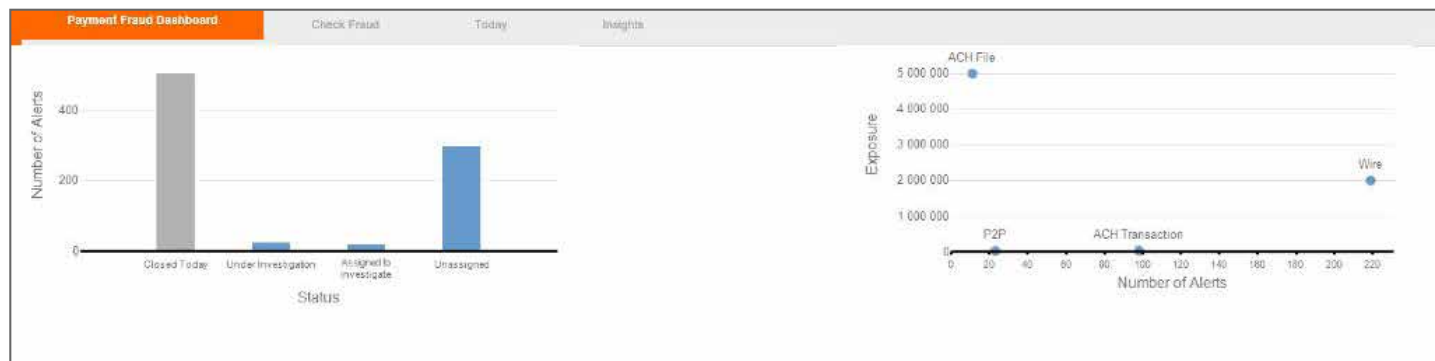 Payment Fraud Dashboard
Check Fraud
Today
Insights
Number of Alerts
400
200
0
Closed Today
Under Investigation
Assigned to
investigate
Unassigned
Status
Exposure
5 000 000
4 000 000
3 000 000
2 000 000
1 000 000
0
ACH File
Wire
P2P
ACH Transaction
0 20 40 60 80 100 120 140 160 180 200 220
Number of Alerts